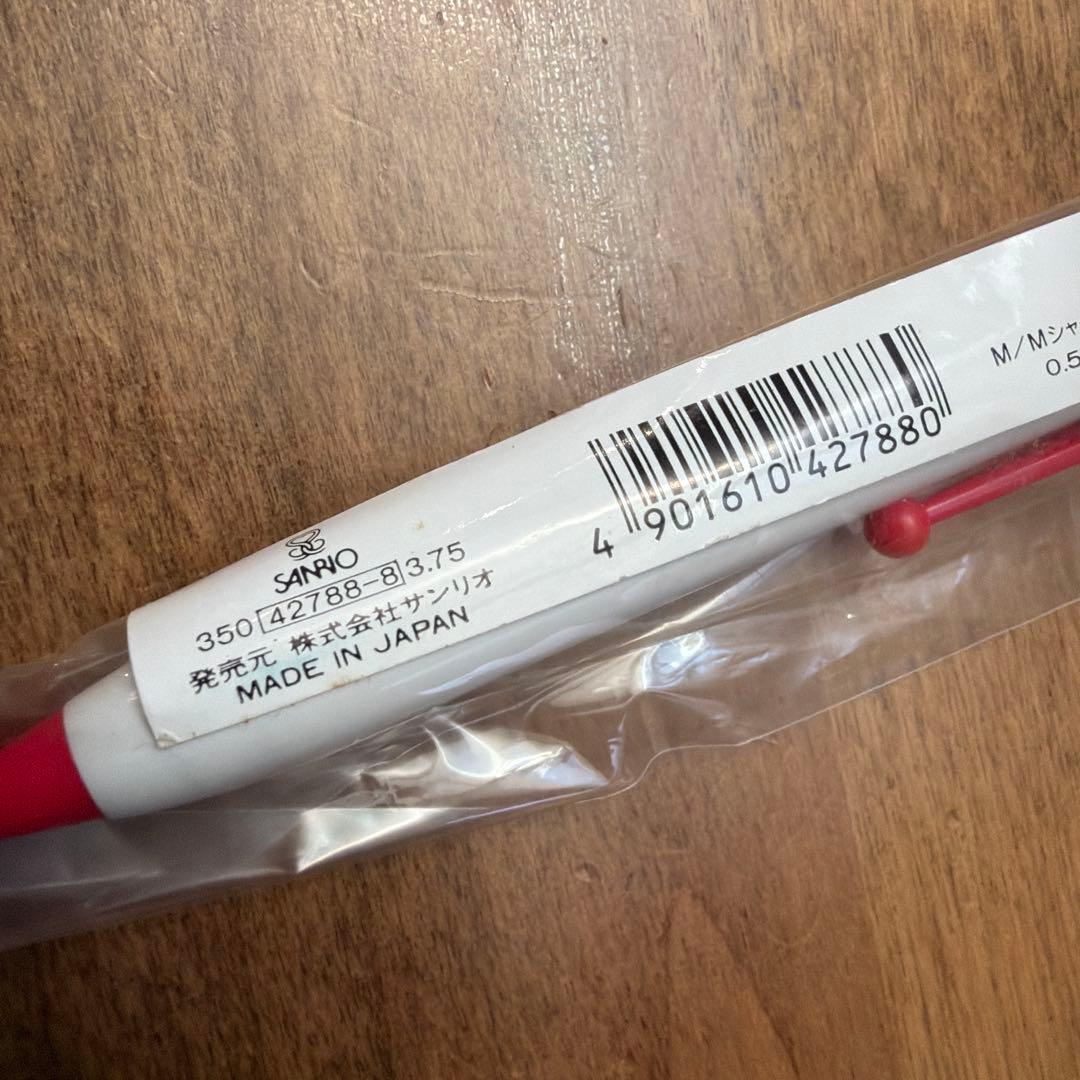 SANRIO
350 42788-8 3.75
発売元 株式会社サンリオ
MADE IN JAPAN
4 901610 427880
M/Mシャ
0.5